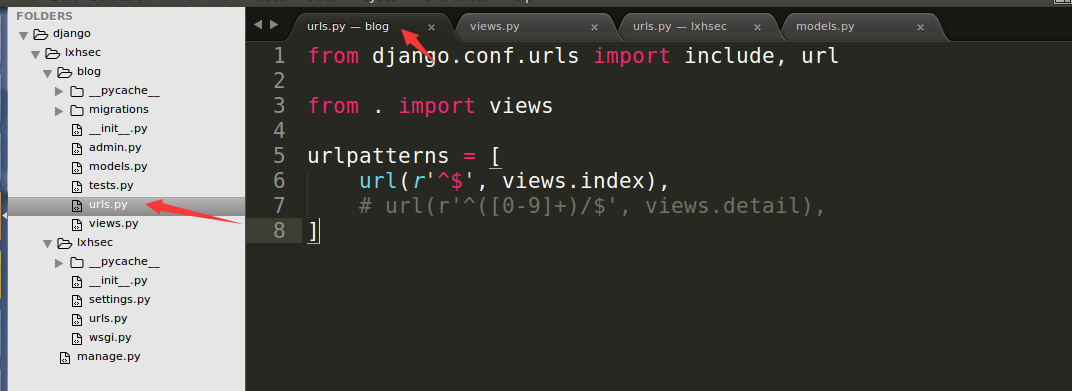 FOLDERS
django
lxhsec
blog
__pycache__
migrations
__init__.py
admin.py
models.py
tests.py
urls.py
views.py
lxhsec
__pycache__
__init__.py
settings.py
urls.py
wsgi.py
manage.py
urls.py — blog
views.py
urls.py — lxhsec
models.py
1 from django.conf.urls import include, url
2
3 from . import views
4
5 urlpatterns = [
6 url(r'^$', views.index),
7 # url(r'^([0-9]+)/$', views.detail),
8 ]